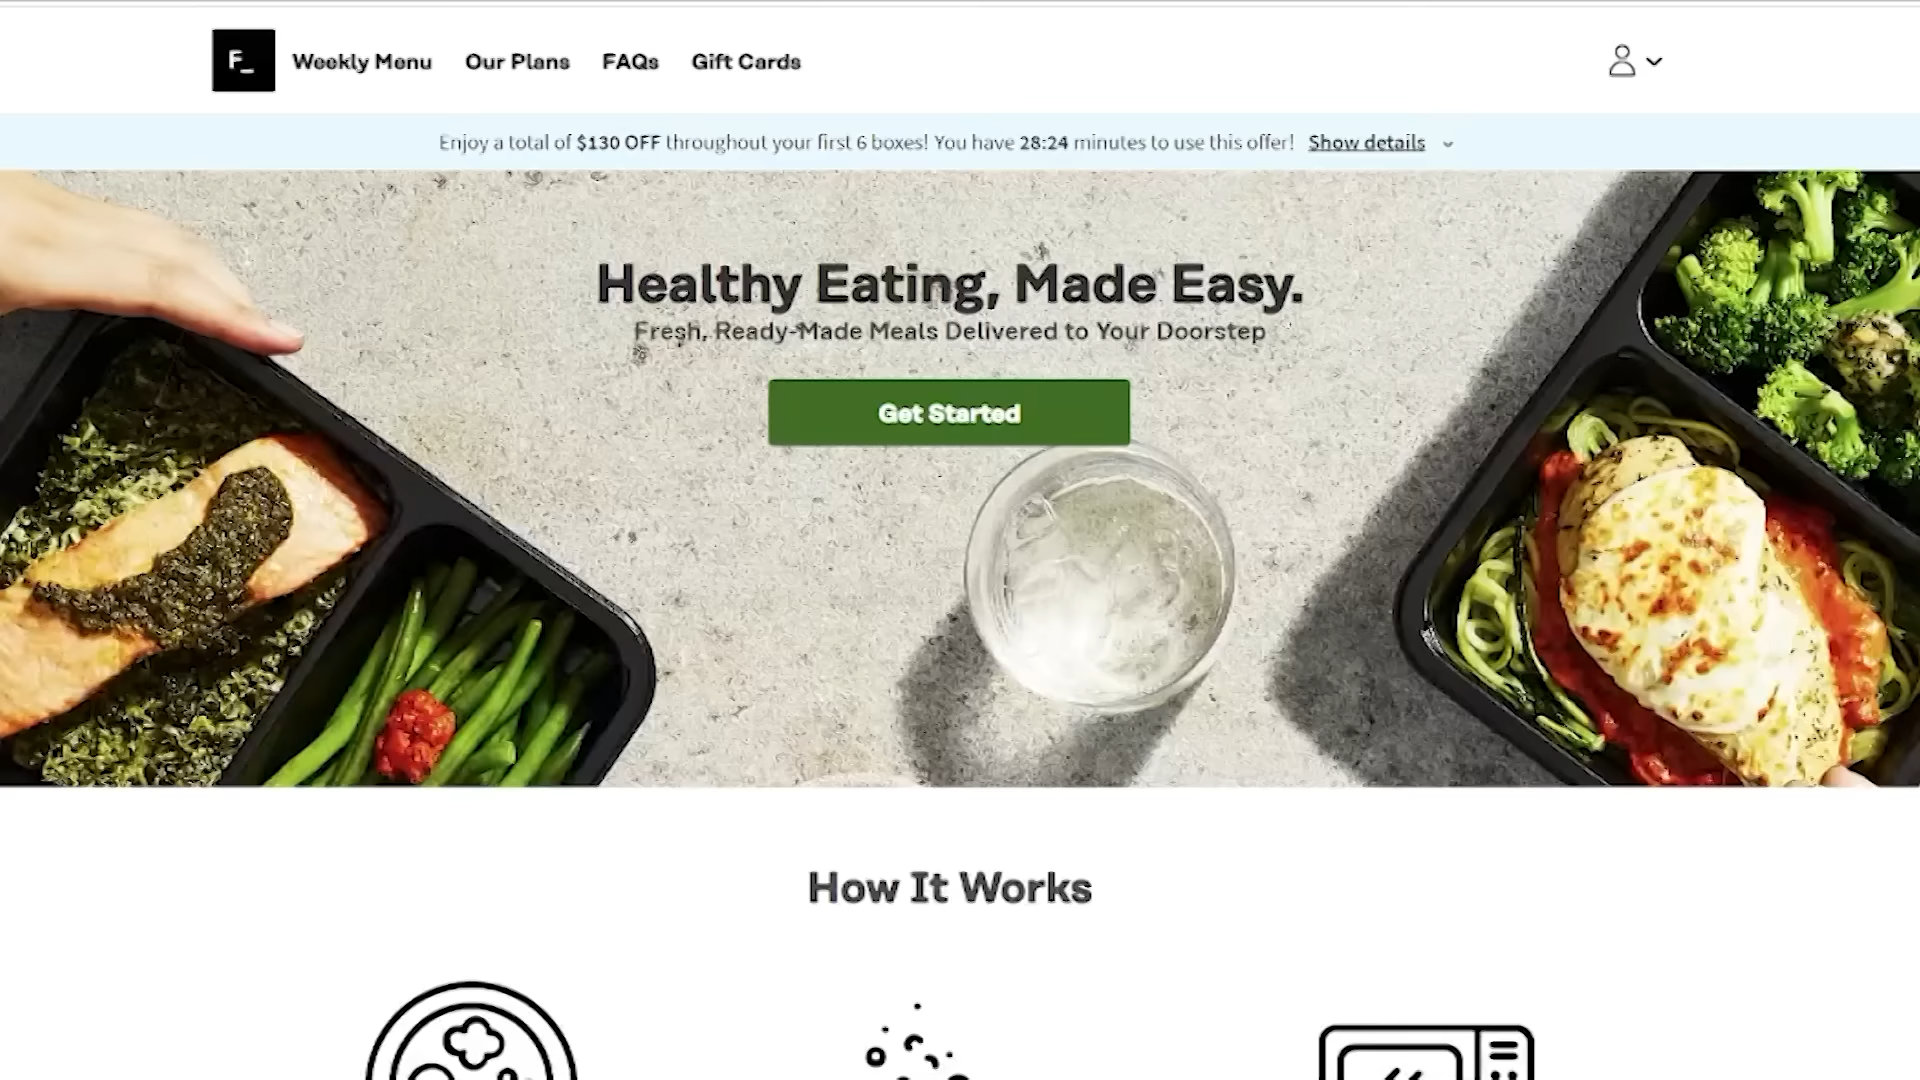 F_
Weekly Menu
Our Plans
FAQs
Gift Cards
Enjoy a total of $130 OFF throughout your first 6 boxes! You have 28:24 minutes to use this offer! Show details
Healthy Eating, Made Easy.
Fresh, Ready-Made Meals Delivered to Your Doorstep
Get Started
How It Works